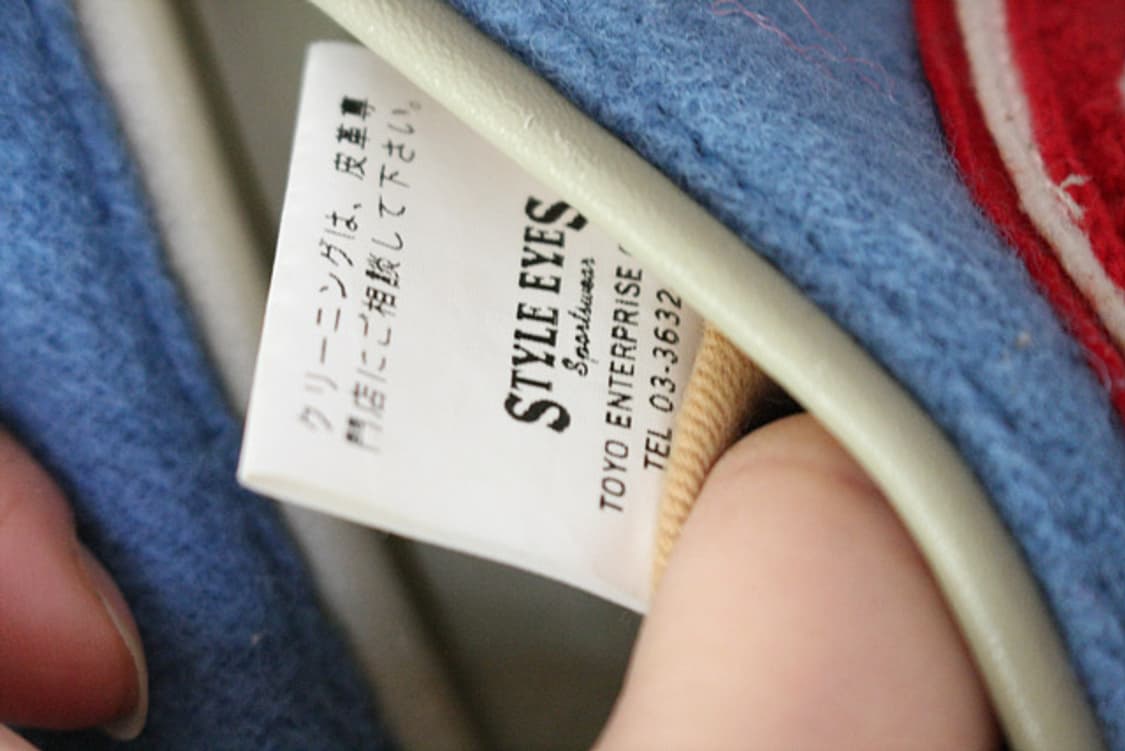 クリーニングは、皮革専
門店にご相談して下さい。
STYLE EYES
Sportswear
TOYO ENTERPRISE
TEL 03-3632